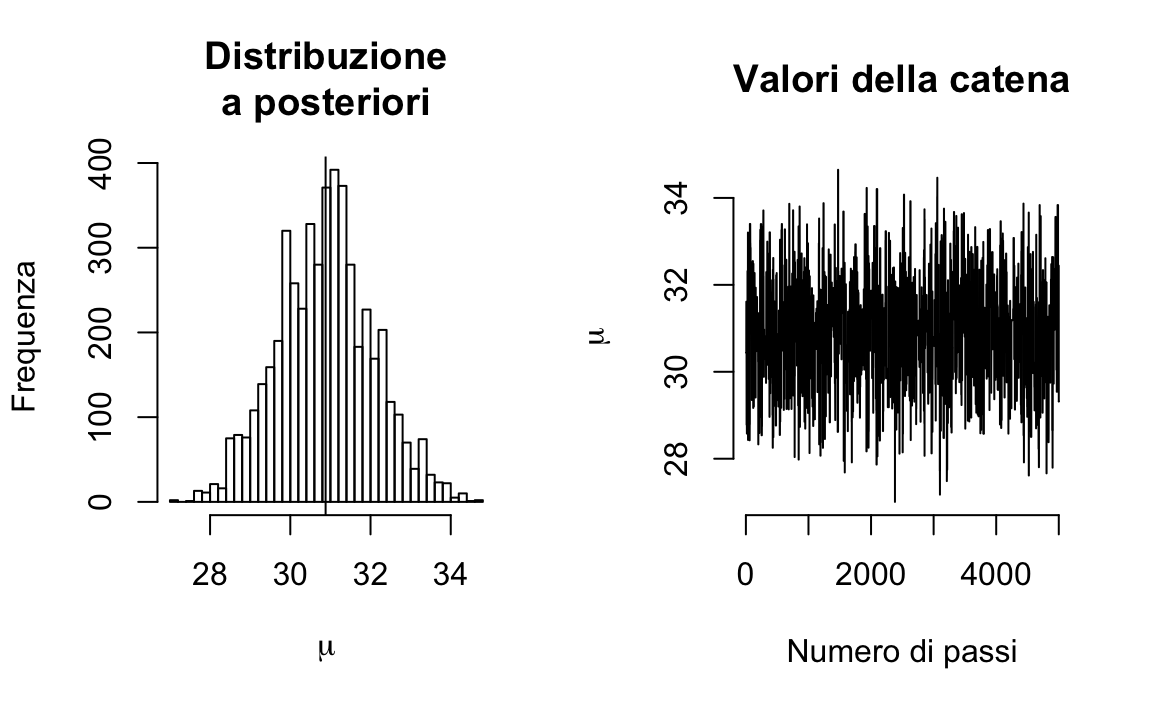 Distribuzione
a posteriori
Frequenza
0 100 200 300 400
28 30 32 34
μ
Valori della catena
μ
28 30 32 34
0 2000 4000
Numero di passi